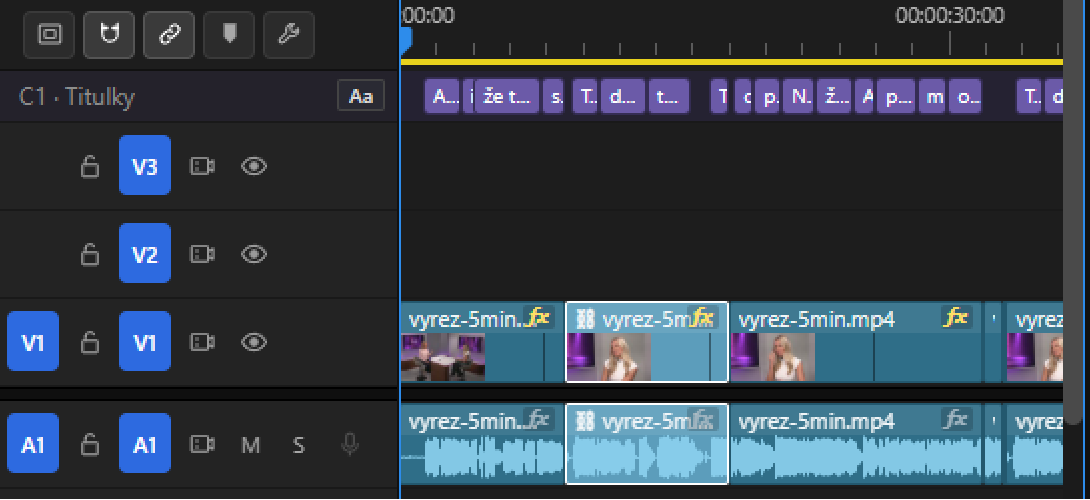 :00:00
00:00:30:00
C1 · Titulky
Aa
A...
že t...
s.
T..
d...
t...
p.
N.
ž...
A
p...
m
o...
T..
d
V3
V2
V1
V1
vyrez-5min...
fx
vyrez-5m
fx
vyrez-5min.mp4
fx
vyrez
A1
A1
M
S
vyrez-5min...
fx
vyrez-5m
fx
vyrez-5min.mp4
fx
vyrez